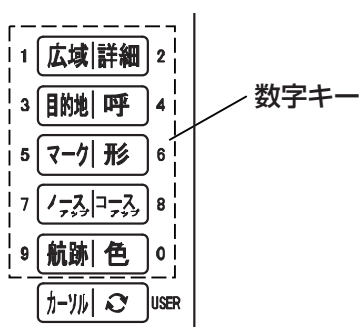 1 広域 詳細 2
数字キー
3 目的地 呼 4
5 マーク 形 6
7 ノースアップ コースアップ 8
9 航跡 色 0
カーソル USER